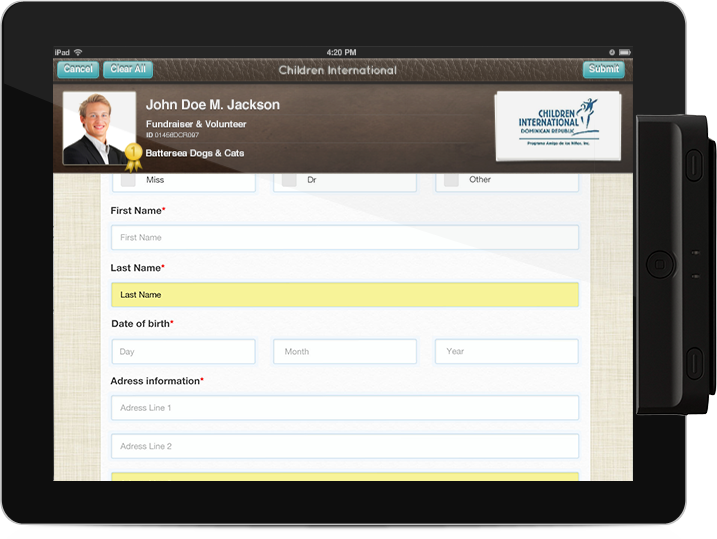 iPad 4:20 PM
Cancel Clear All Children International Submit
John Doe M. Jackson
Fundraiser & Volunteer
ID 01456DCR097
1 Battersea Dogs & Cats
CHILDREN
INTERNATIONAL
DOMINICAN REPUBLIC
Programa Amigo de los Niños, Inc.
Miss Dr Other
First Name*
First Name
Last Name*
Last Name
Date of birth*
Day Month Year
Adress information*
Adress Line 1
Adress Line 2